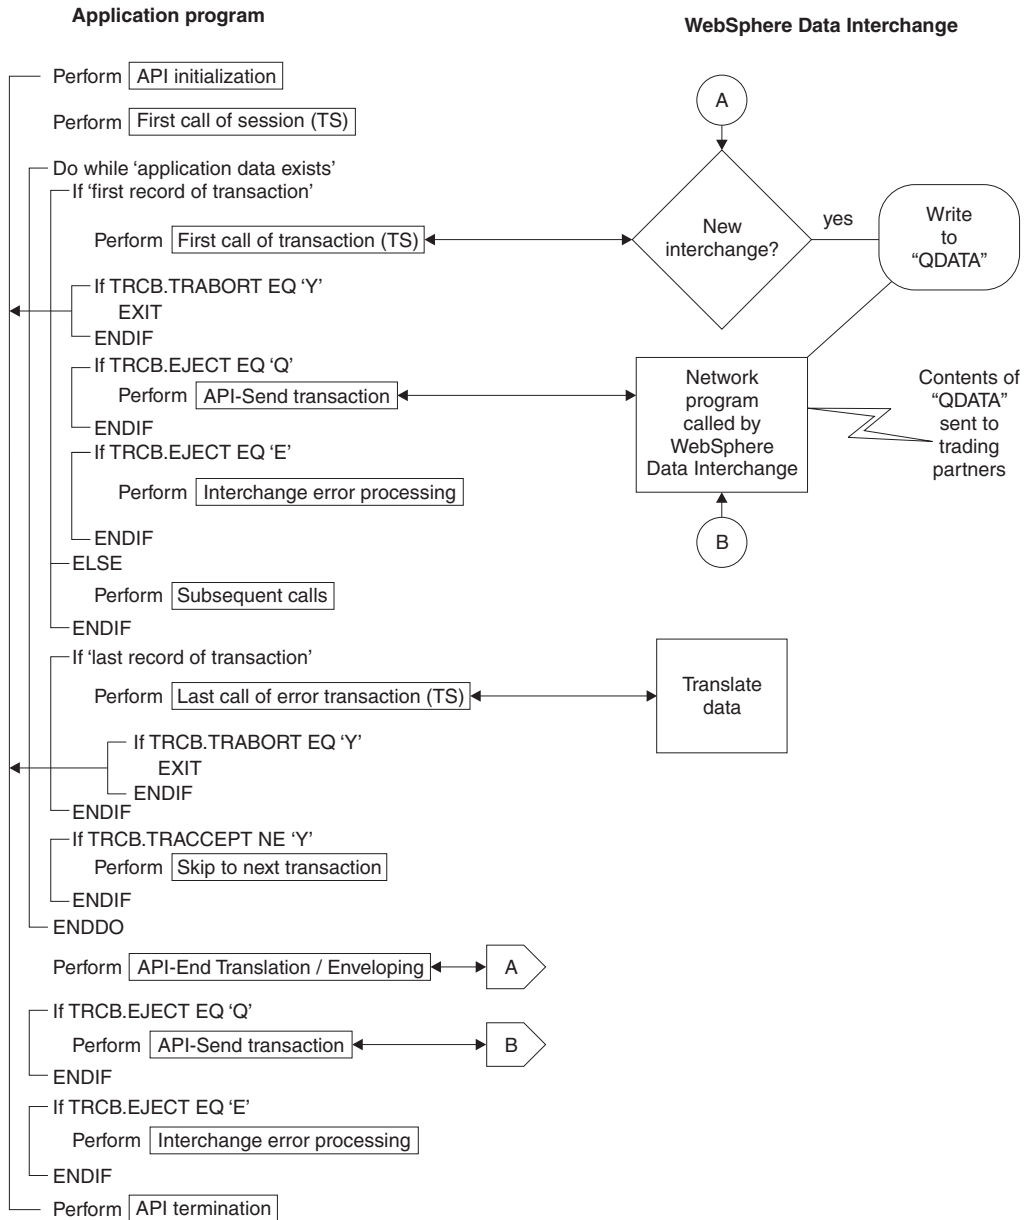 Application program
WebSphere Data Interchange
Perform API initialization
Perform First call of session (TS)
Do while ‘application data exists’
If ‘first record of transaction’
Perform First call of transaction (TS)
If TRCB.TRABORT EQ ‘Y’
EXIT
ENDIF
If TRCB.EJECT EQ ‘Q’
Perform API-Send transaction
ENDIF
If TRCB.EJECT EQ ‘E’
Perform Interchange error processing
ENDIF
ELSE
Perform Subsequent calls
ENDIF
If ‘last record of transaction’
Perform Last call of error transaction (TS)
If TRCB.TRABORT EQ ‘Y’
EXIT
ENDIF
ENDIF
If TRCB.TRACCEPT NE ‘Y’
Perform Skip to next transaction
ENDIF
ENDDO
Perform API-End Translation / Enveloping
A
If TRCB.EJECT EQ ‘Q’
Perform API-Send transaction
B
ENDIF
If TRCB.EJECT EQ ‘E’
Perform Interchange error processing
ENDIF
Perform API termination
A
New
interchange?
yes
Write
to
“QDATA”
Network
program
called by
WebSphere
Data Interchange
Contents of
“QDATA”
sent to
trading
partners
B
Translate
data